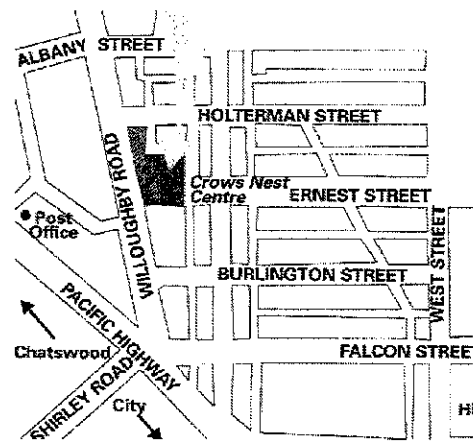 ALBANY STREET
HOLTERMAN STREET
WILLOUGHBY ROAD
Crows Nest
Centre
ERNEST STREET
Post
Office
WEST STREET
BURLINGTON STREET
PACIFIC HIGHWAY
Chatswood
FALCON STREET
SHIRLEY ROAD
City